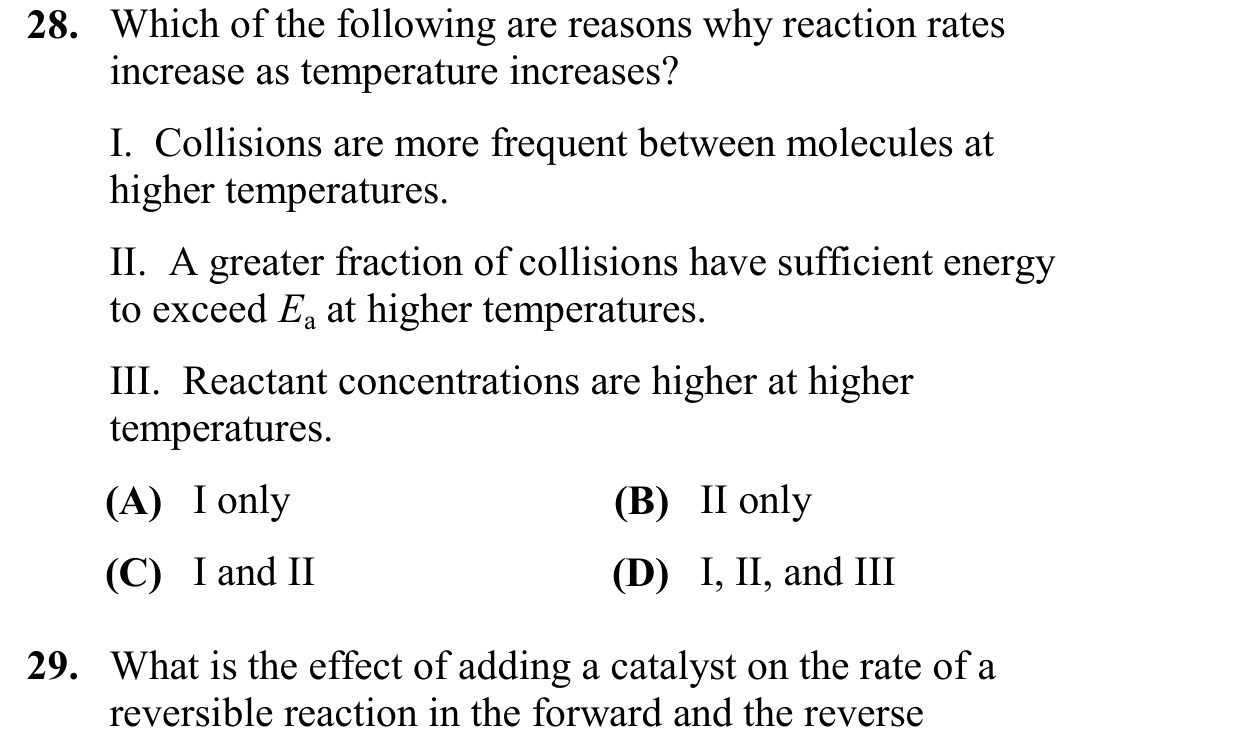 28. Which of the following are reasons why reaction rates
increase as temperature increases?
I. Collisions are more frequent between molecules at
higher temperatures.
II. A greater fraction of collisions have sufficient energy
to exceed Eₐ at higher temperatures.
III. Reactant concentrations are higher at higher
temperatures.
(A) I only (B) II only
(C) I and II (D) I, II, and III
29. What is the effect of adding a catalyst on the rate of a
reversible reaction in the forward and the reverse